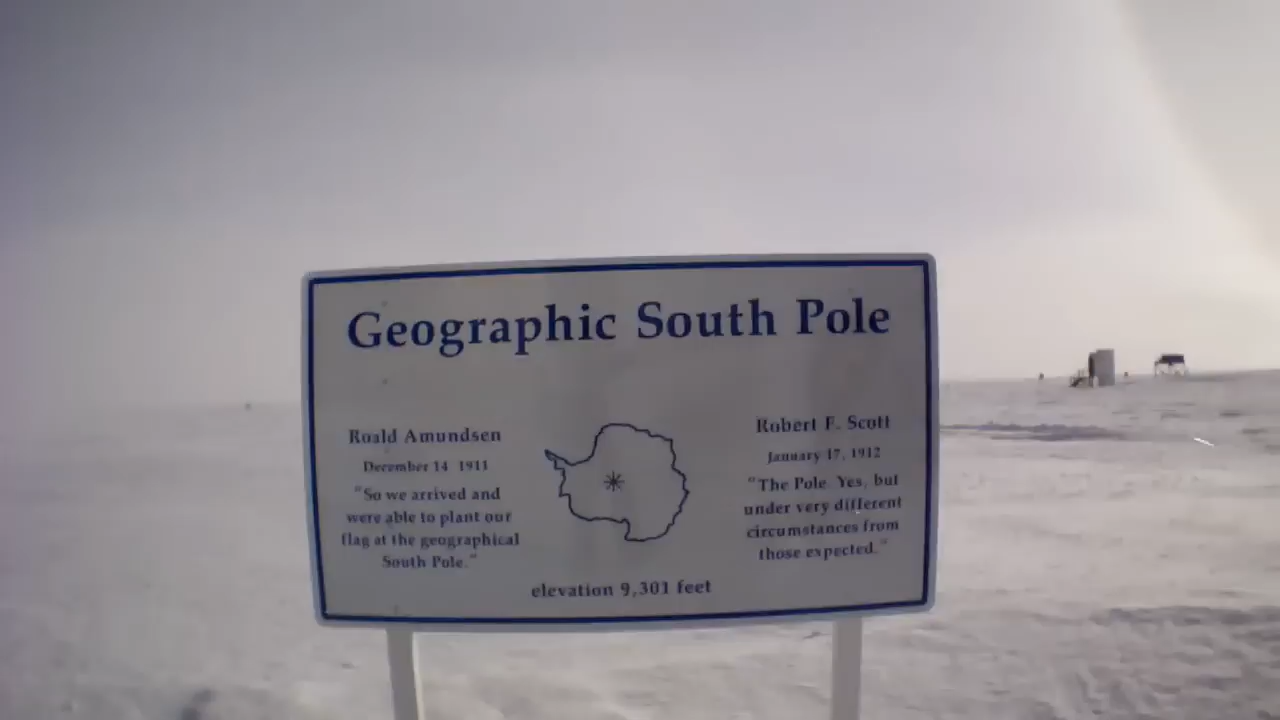 Geographic South Pole
Roald Amundsen
December 14 1911
"So we arrived and
were able to plant our
flag at the geographical
South Pole."
Robert F. Scott
January 17, 1912
"The Pole. Yes, but
under very different
circumstances from
those expected."
elevation 9,301 feet